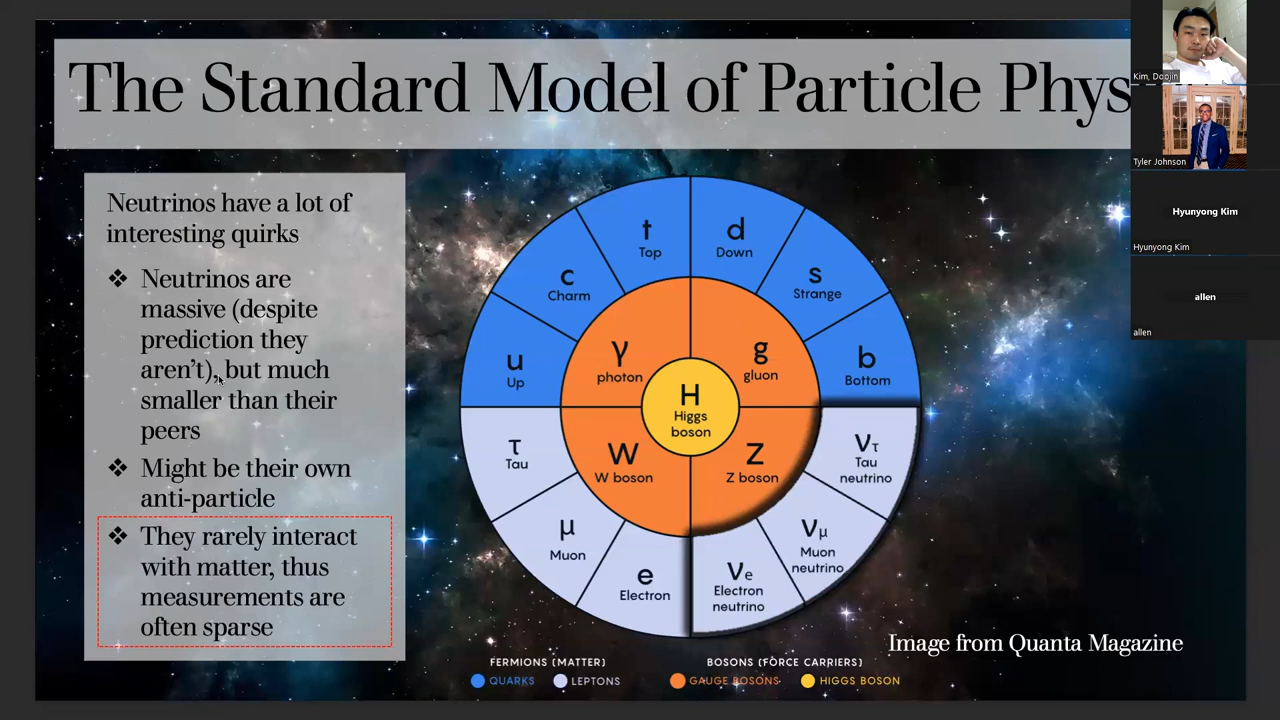 The Standard Model of Particle Phys
Neutrinos have a lot of
interesting quirks
❖ Neutrinos are
massive (despite
prediction they
aren't), but much
smaller than their
peers
❖ Might be their own
anti-particle
❖ They rarely interact
with matter, thus
measurements are
often sparse
t
Top
d
Down
c
Charm
s
Strange
u
Up
b
Bottom
γ
photon
g
gluon
H
Higgs
boson
W
W boson
Z
Z boson
τ
Tau
ντ
Tau
neutrino
μ
Muon
νμ
Muon
neutrino
e
Electron
νe
Electron
neutrino
Image from Quanta Magazine
FERMIONS (MATTER)
QUARKS
LEPTONS
BOSONS (FORCE CARRIERS)
GAUGE BOSONS
HIGGS BOSON
Kim, Doojin
Tyler Johnson
Hyunyong Kim
Hyunyong Kim
allen
allen